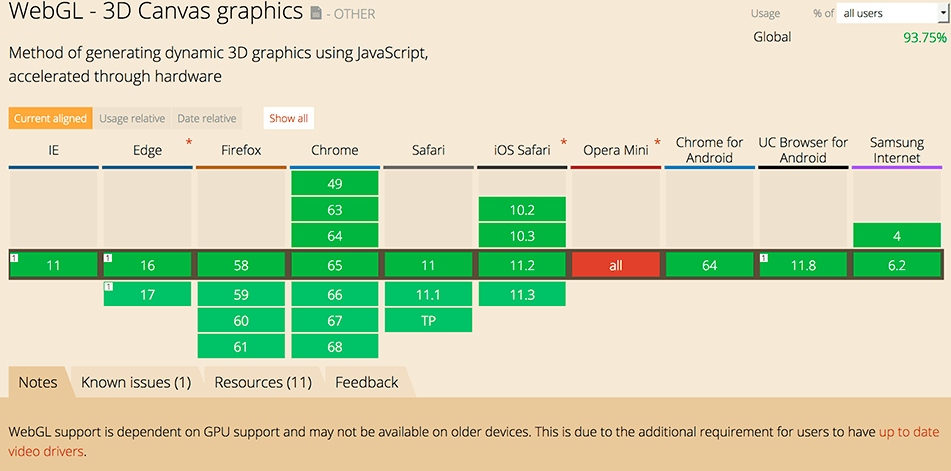 WebGL - 3D Canvas graphics - OTHER
Usage % of all users
Global 93.75%
Method of generating dynamic 3D graphics using JavaScript,
accelerated through hardware
Current aligned Usage relative Date relative Show all
IE Edge * Firefox Chrome Safari iOS Safari * Opera Mini * Chrome for Android UC Browser for Android Samsung Internet
49
63 10.2
64 10.3 4
1 11 1 16 58 65 11 11.2 all 64 1 11.8 6.2
1 17 59 66 11.1 11.3
60 67 TP
61 68
Notes Known issues (1) Resources (11) Feedback
WebGL support is dependent on GPU support and may not be available on older devices. This is due to the additional requirement for users to have up to date
video drivers.